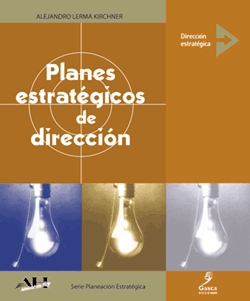 ALEJANDRO LERMA KIRCHNER
Dirección
estratégica
Planes
estratégicos
de
dirección
Serie Planeación Estratégica
Gasca